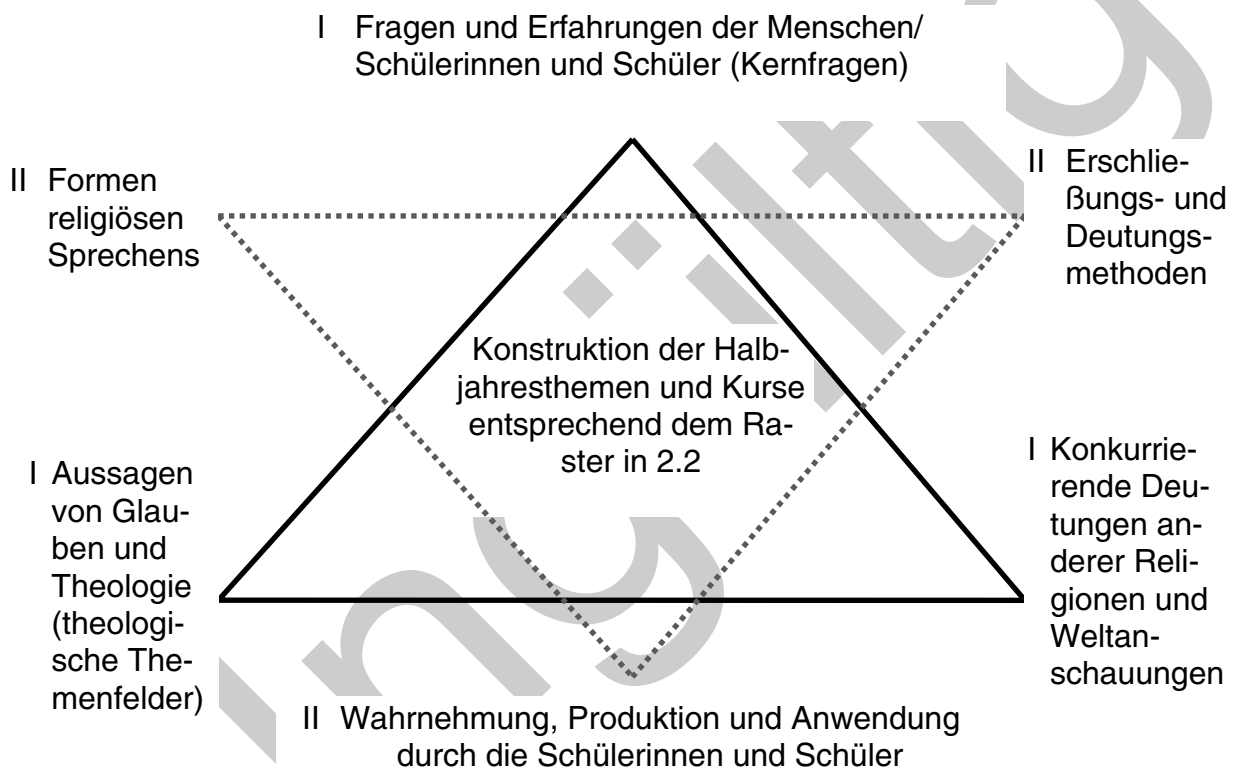 I Fragen und Erfahrungen der Menschen/
Schülerinnen und Schüler (Kernfragen)
II Formen
religiösen
Sprechens
II Erschlie-
ßungs- und
Deutungs-
methoden
Konstruktion der Halb-
jahresthemen und Kurse
entsprechend dem Ra-
ster in 2.2
I Aussagen
von Glau-
ben und
Theologie
(theologi-
sche The-
menfelder)
I Konkurrie-
rende Deu-
tungen an-
derer Reli-
gionen und
Weltan-
schauungen
II Wahrnehmung, Produktion und Anwendung
durch die Schülerinnen und Schüler